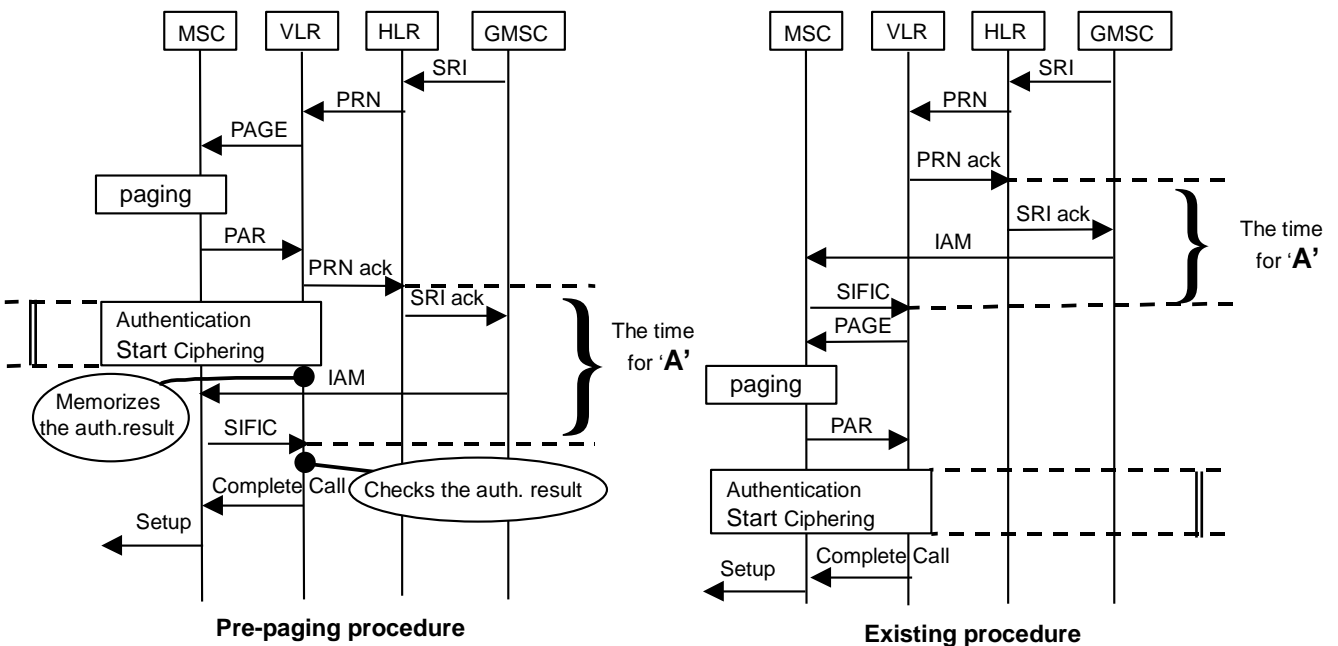 MSC VLR HLR GMSC
SRI
PRN
PAGE
paging
PAR
PRN ack
SRI ack
Authentication
Start Ciphering
The time
for ‘A’
IAM
Memorizes
the auth.result
SIFIC
Complete Call
Checks the auth. result
Setup
Pre-paging procedure
MSC VLR HLR GMSC
SRI
PRN
PRN ack
SRI ack
The time
for ‘A’
IAM
SIFIC
PAGE
paging
PAR
Authentication
Start Ciphering
Complete Call
Setup
Existing procedure